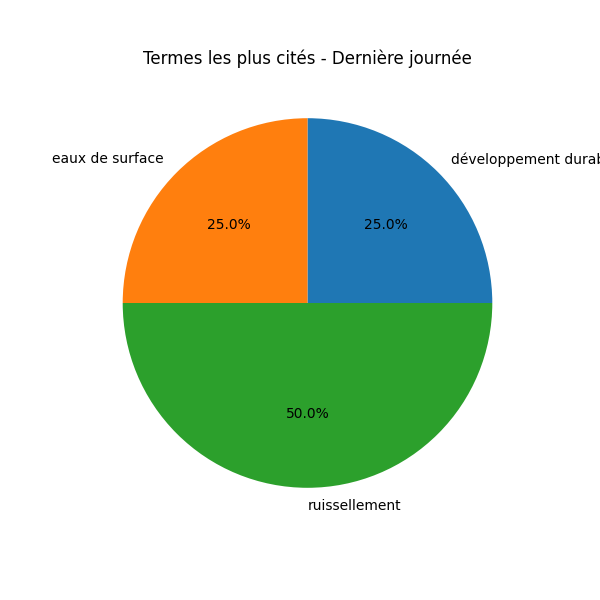 Termes les plus cités - Dernière journée
eaux de surface
développement durab
25.0%
25.0%
50.0%
ruissellement